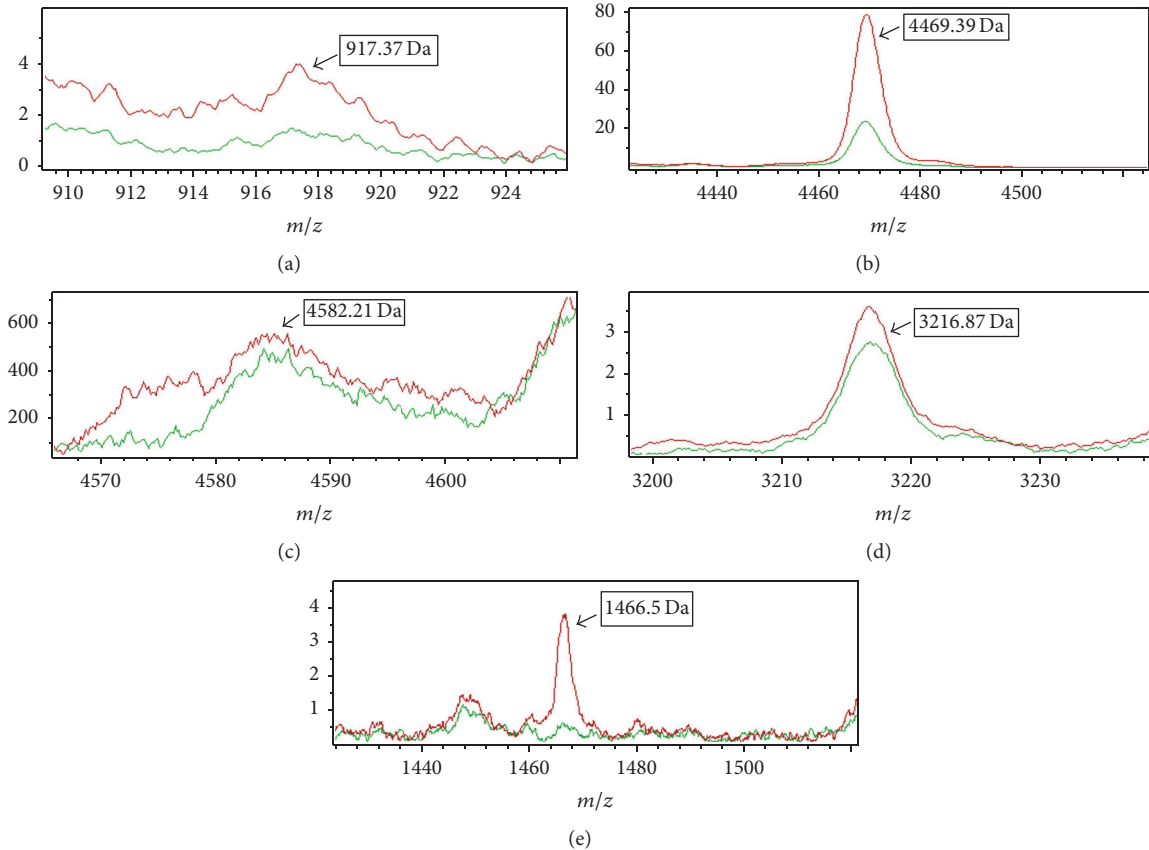 917.37 Da
4
2
0
910 912 914 916 918 920 922 924
m/z
(a)
80
60
40
20
4469.39 Da
4440 4460 4480 4500
m/z
(b)
600
400
200
4582.21 Da
4570 4580 4590 4600
m/z
(c)
3
2
1
3216.87 Da
3200 3210 3220 3230
m/z
(d)
4
3
2
1
1466.5 Da
1440 1460 1480 1500
m/z
(e)